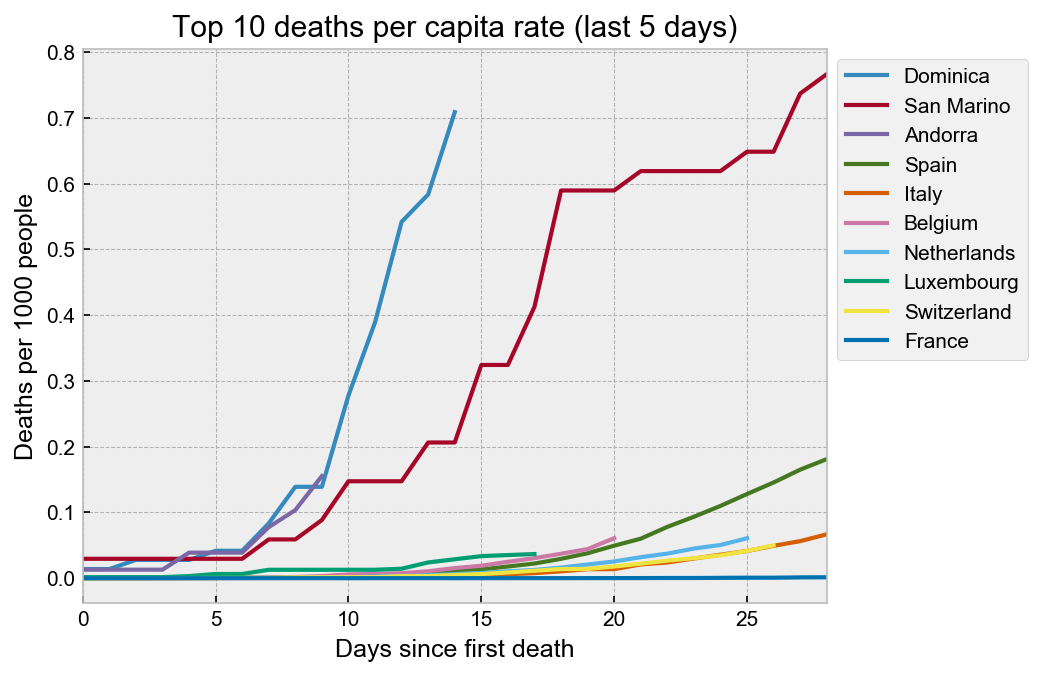 Top 10 deaths per capita rate (last 5 days)
Deaths per 1000 people
0.8
0.7
0.6
0.5
0.4
0.3
0.2
0.1
0.0
0 5 10 15 20 25
Days since first death
Dominica
San Marino
Andorra
Spain
Italy
Belgium
Netherlands
Luxembourg
Switzerland
France